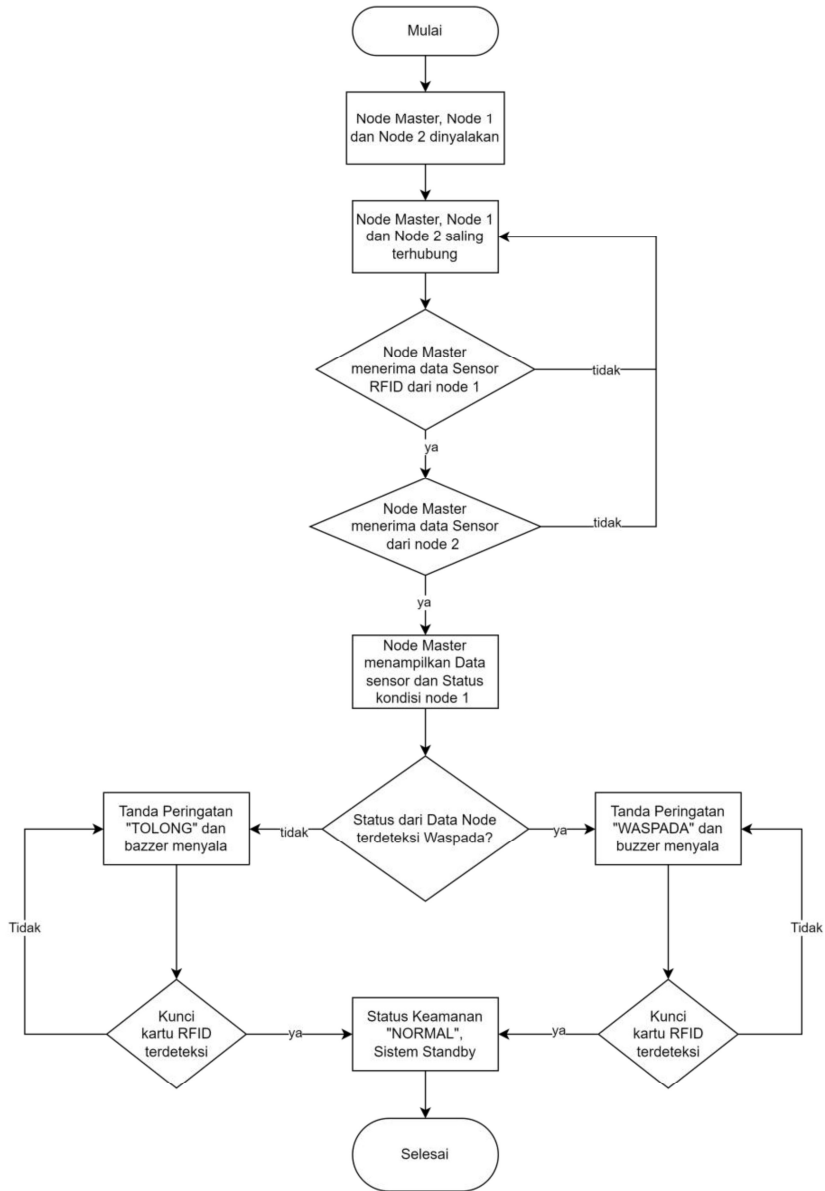 Mulai
Node Master, Node 1
dan Node 2 dinyalakan
Node Master, Node 1
dan Node 2 saling
terhubung
Node Master
menerima data Sensor
RFID dari node 1
tidak
ya
Node Master
menerima data Sensor
dari node 2
tidak
ya
Node Master
menampilkan Data
sensor dan Status
kondisi node 1
Status dari Data Node
terdeteksi Waspada?
tidak
ya
Tanda Peringatan
"TOLONG" dan
bazzer menyala
Tanda Peringatan
"WASPADA" dan
buzzer menyala
Tidak
Tidak
Kunci
kartu RFID
terdeteksi
ya
Status Keamanan
"NORMAL",
Sistem Standby
ya
Kunci
kartu RFID
terdeteksi
Selesai